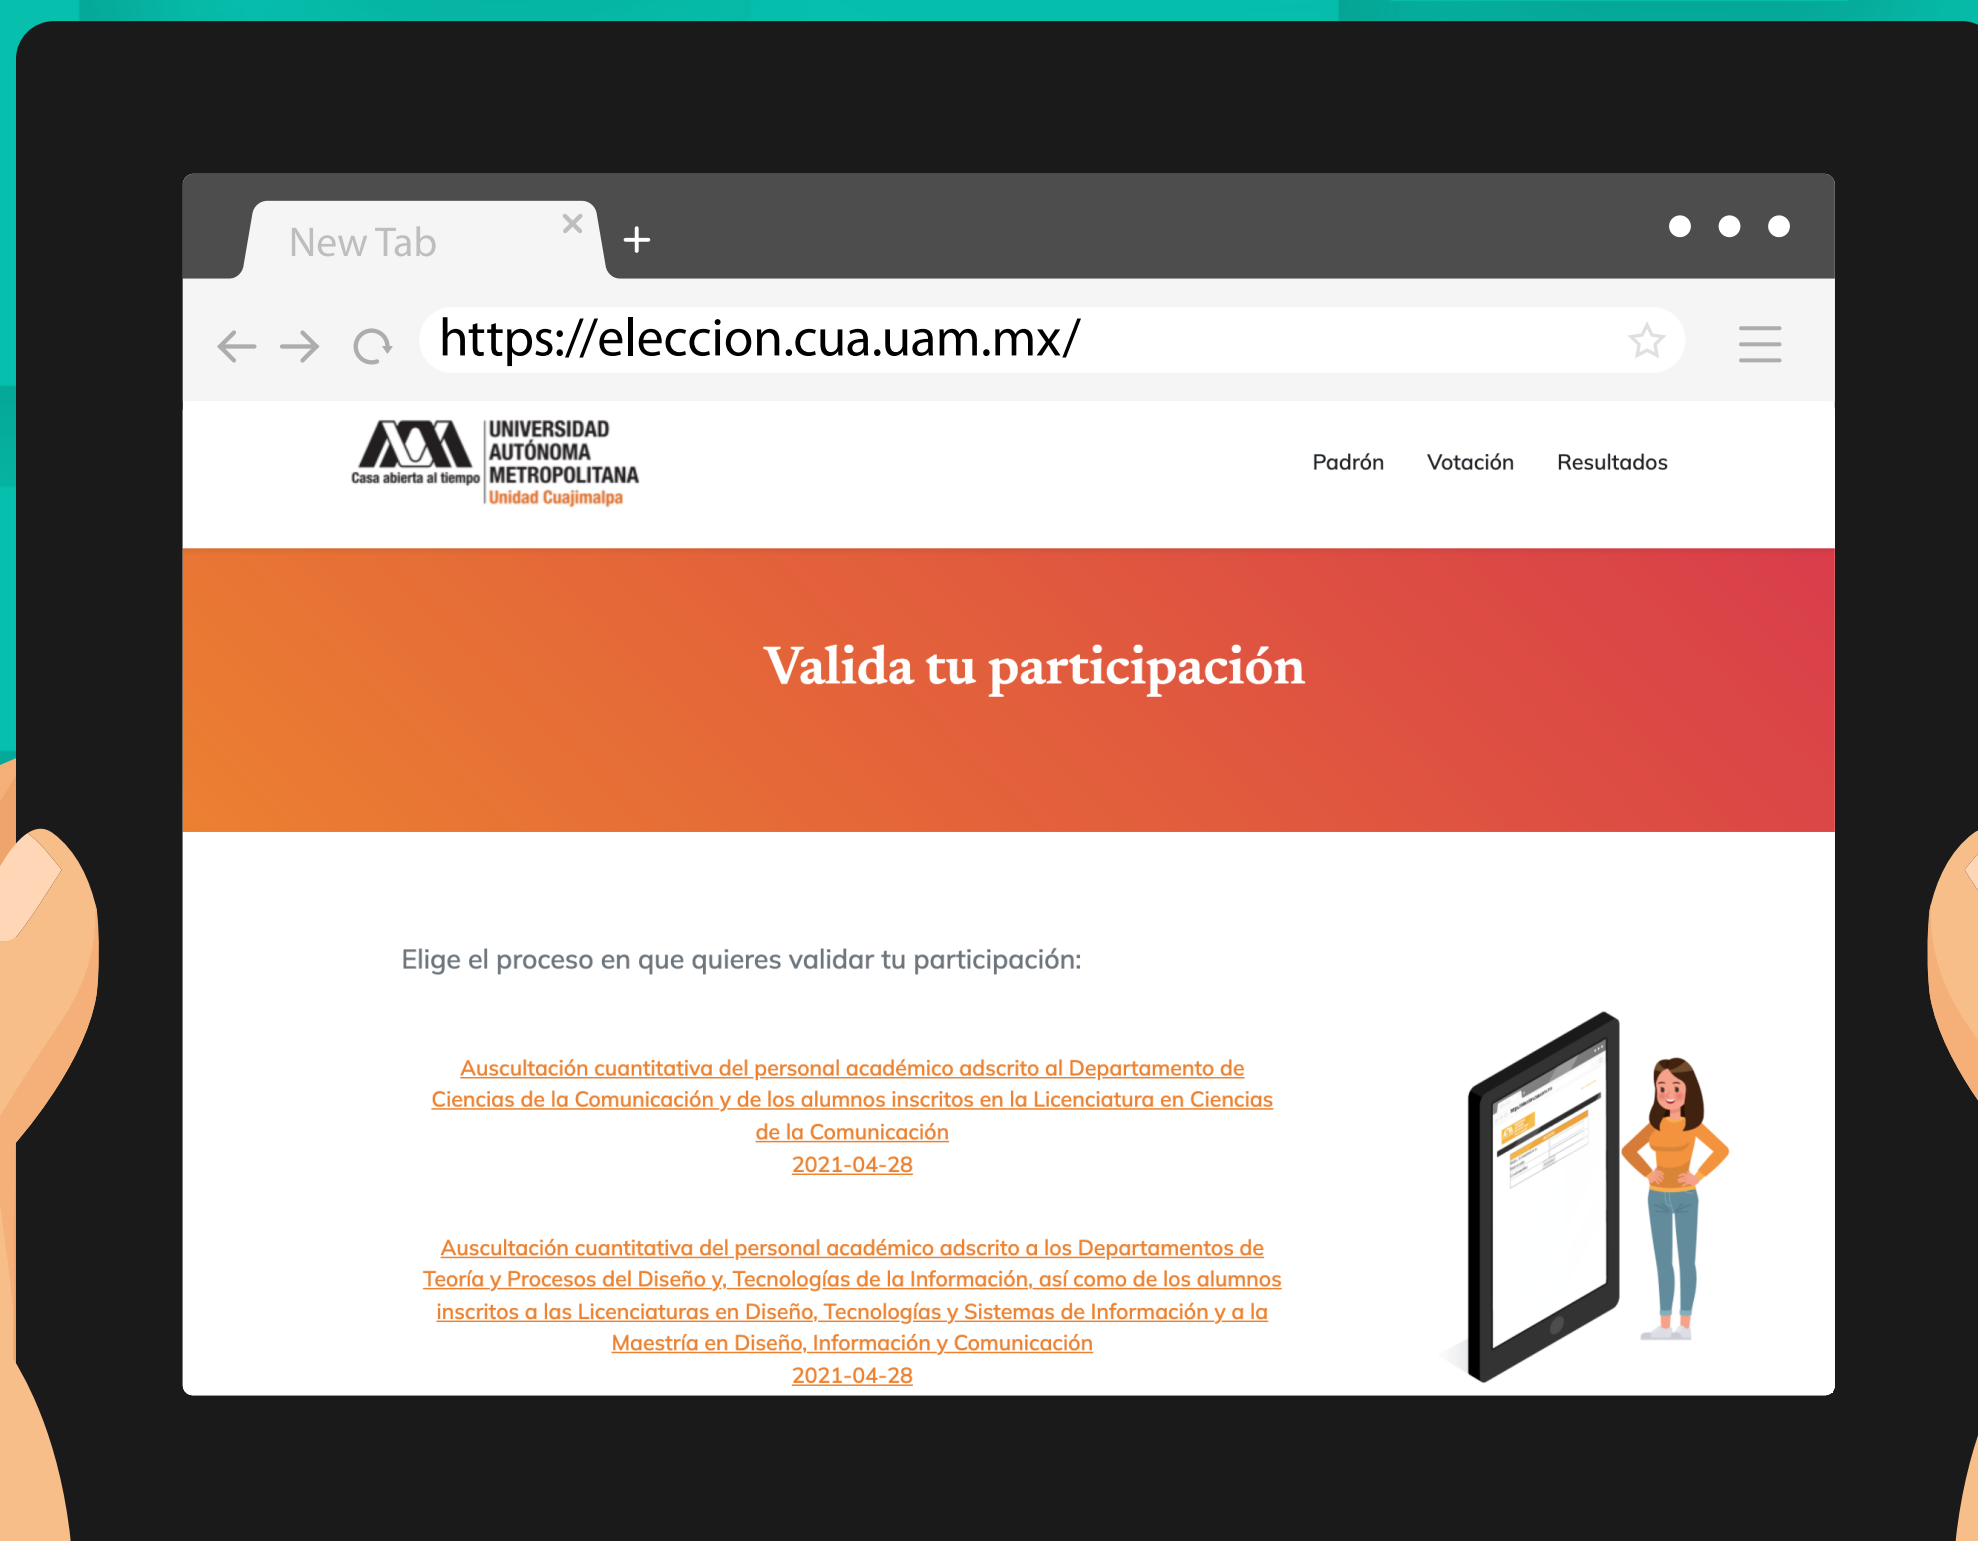 New Tab
https://eleccion.cua.uam.mx/
UNIVERSIDAD
AUTÓNOMA
METROPOLITANA
Casa abierta al tiempo
Unidad Cuajimalpa
Padrón Votación Resultados
Valida tu participación
Elige el proceso en que quieres validar tu participación:
Auscultación cuantitativa del personal académico adscrito al Departamento de
Ciencias de la Comunicación y de los alumnos inscritos en la Licenciatura en Ciencias
de la Comunicación
2021-04-28
Auscultación cuantitativa del personal académico adscrito a los Departamentos de
Teoría y Procesos del Diseño y, Tecnologías de la Información, así como de los alumnos
inscritos a las Licenciaturas en Diseño, Tecnologías y Sistemas de Información y a la
Maestría en Diseño, Información y Comunicación
2021-04-28